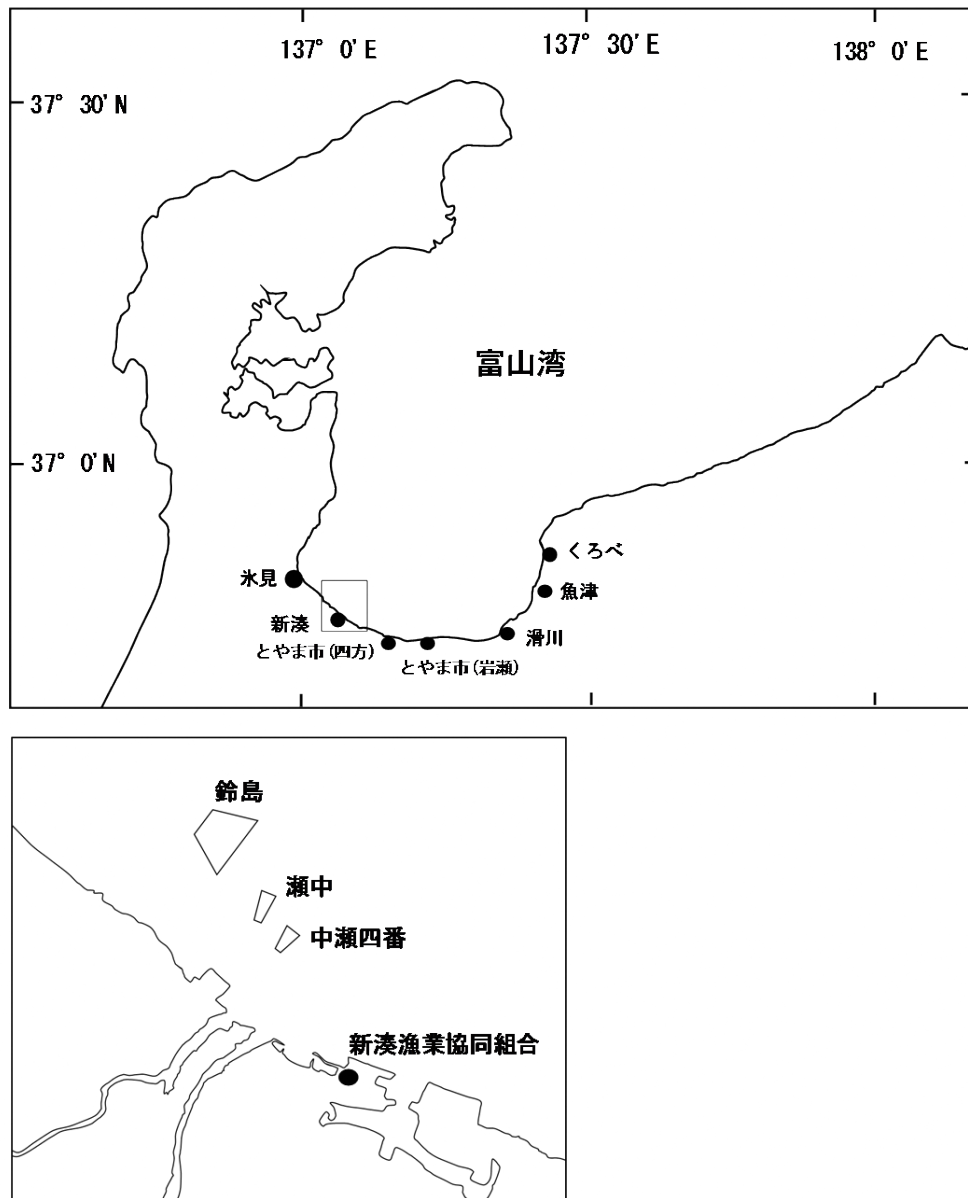 137° 0' E
137° 30' E
138° 0' E
37° 30' N
富山湾
37° 0' N
くろべ
氷見
魚津
新湊
滑川
とやま市(四方)
とやま市(岩瀬)
鈴島
瀬中
中瀬四番
新湊漁業協同組合